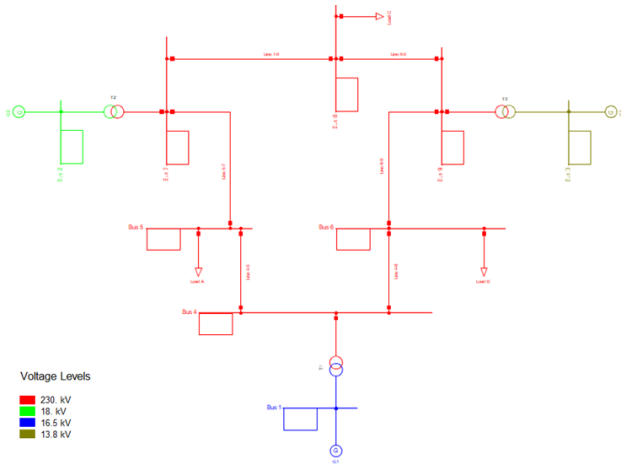 Load C
Line 7-8
Line 8-9
T2
T3
G2
Bus 2
Bus 7
Bus 8
Bus 9
Bus 3
Line 5-7
Line 6-9
Bus 5
Bus 6
Load A
Load B
Line 4-5
Line 4-6
Bus 4
T1
Voltage Levels
230. kV
18. kV
16.5 kV
13.8 kV
Bus 1
G
G1